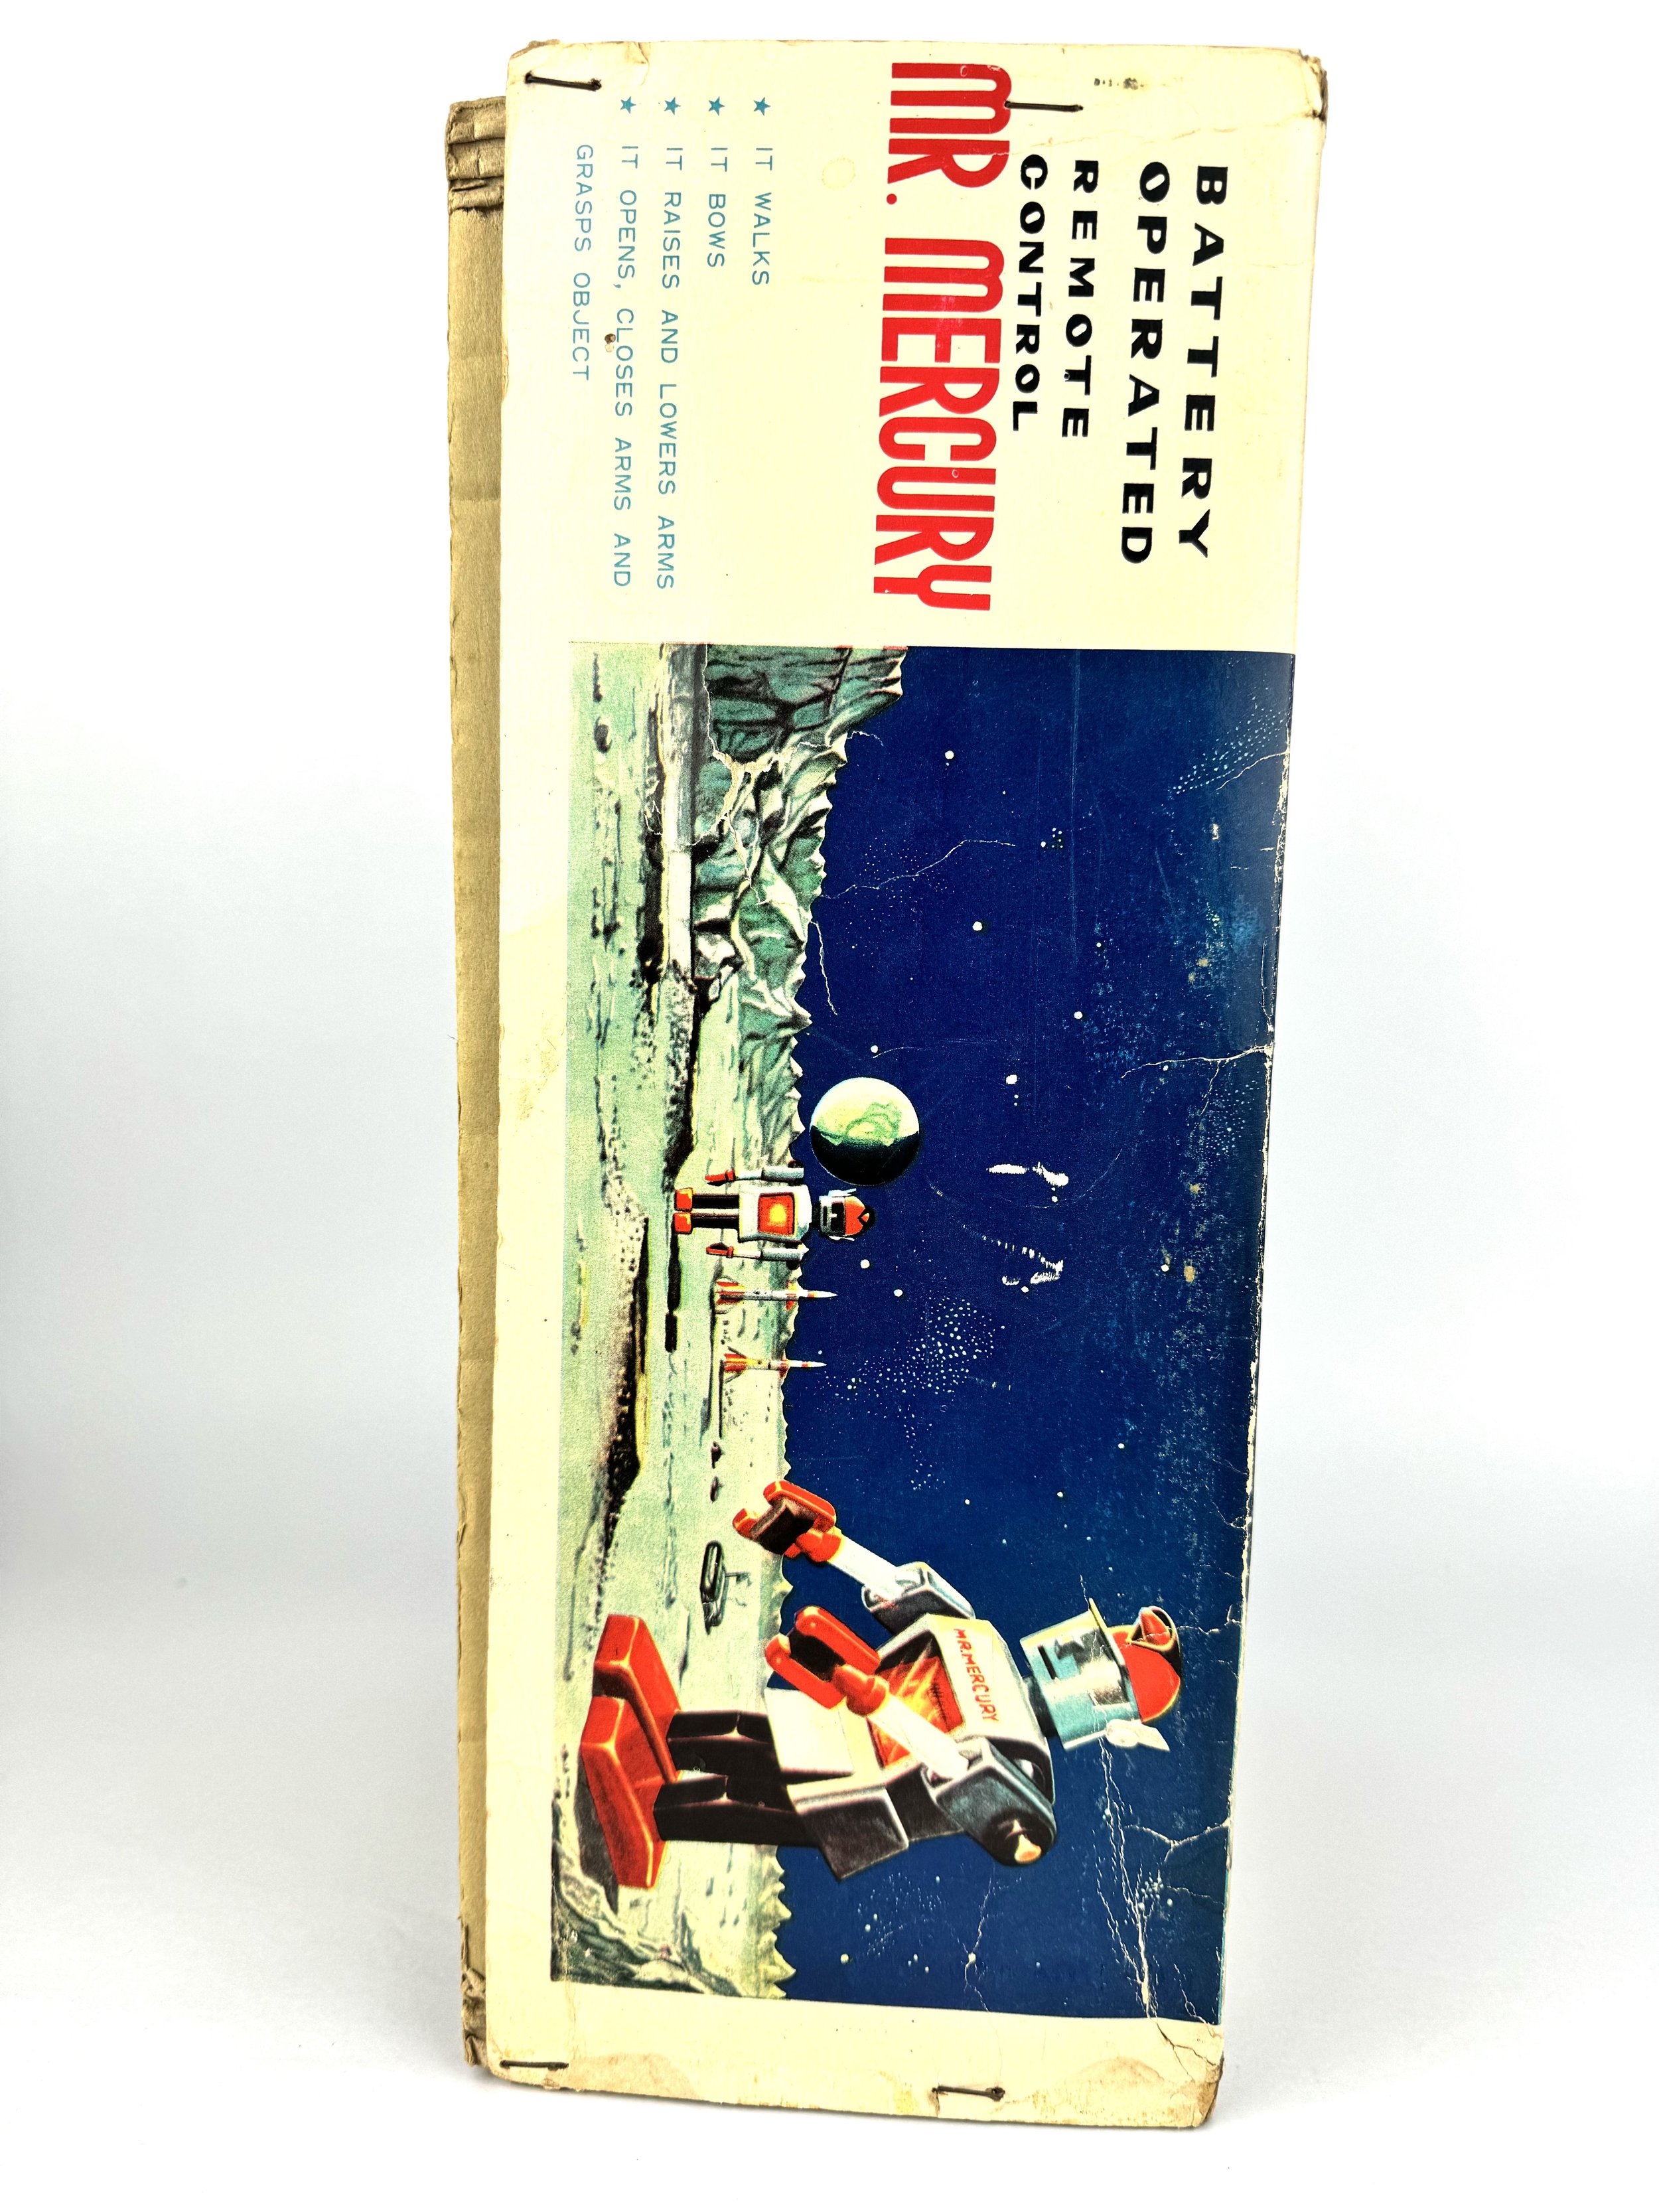 BATTERY
OPERATED
REMOTE
CONTROL
MR. MERCURY
★ IT WALKS
★ IT BOWS
★ IT RAISES AND LOWERS ARMS
★ IT OPENS, CLOSES ARMS AND
GRASPS OBJECT
MR.MERCURY